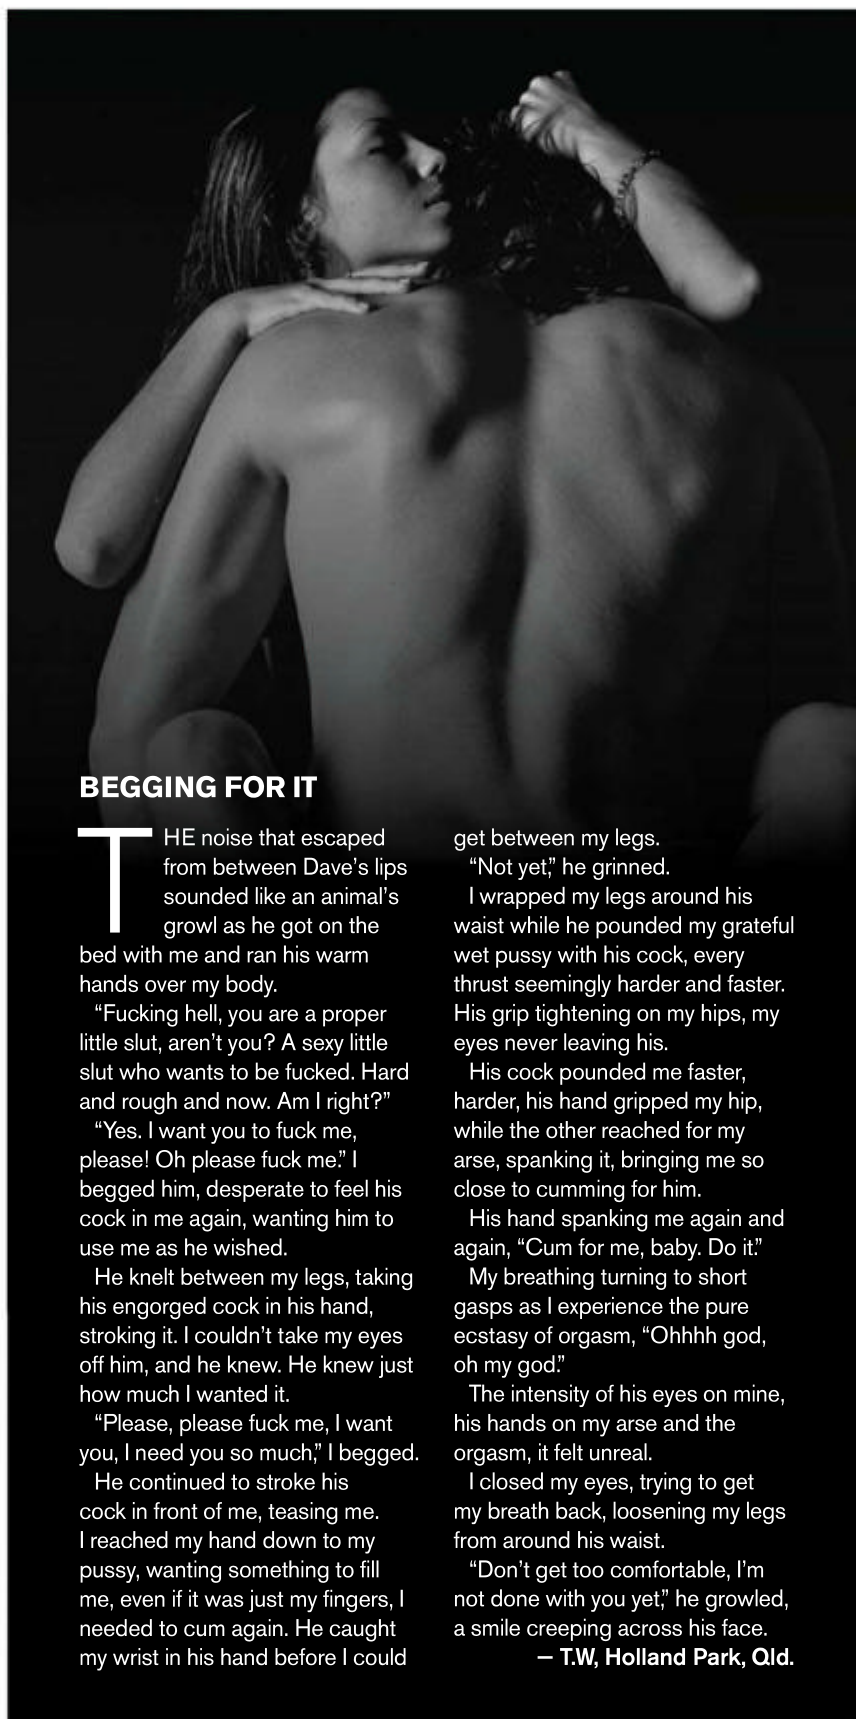 BEGGING FOR IT
THE noise that escaped
from between Dave's lips
sounded like an animal's
growl as he got on the
bed with me and ran his warm
hands over my body.
“Fucking hell, you are a proper
little slut, aren't you? A sexy little
slut who wants to be fucked. Hard
and rough and now. Am I right?”
“Yes. I want you to fuck me,
please! Oh please fuck me.” I
begged him, desperate to feel his
cock in me again, wanting him to
use me as he wished.
He knelt between my legs, taking
his engorged cock in his hand,
stroking it. I couldn't take my eyes
off him, and he knew. He knew just
how much I wanted it.
“Please, please fuck me, I want
you, I need you so much,” I begged.
He continued to stroke his
cock in front of me, teasing me.
I reached my hand down to my
pussy, wanting something to fill
me, even if it was just my fingers, I
needed to cum again. He caught
my wrist in his hand before I could
get between my legs.
“Not yet,” he grinned.
I wrapped my legs around his
waist while he pounded my grateful
wet pussy with his cock, every
thrust seemingly harder and faster.
His grip tightening on my hips, my
eyes never leaving his.
His cock pounded me faster,
harder, his hand gripped my hip,
while the other reached for my
arse, spanking it, bringing me so
close to cumming for him.
His hand spanking me again and
again, “Cum for me, baby. Do it.”
My breathing turning to short
gasps as I experience the pure
ecstasy of orgasm, “Ohhhh god,
oh my god.”
The intensity of his eyes on mine,
his hands on my arse and the
orgasm, it felt unreal.
I closed my eyes, trying to get
my breath back, loosening my legs
from around his waist.
“Don't get too comfortable, I'm
not done with you yet,” he growled,
a smile creeping across his face.
— T.W, Holland Park, Qld.